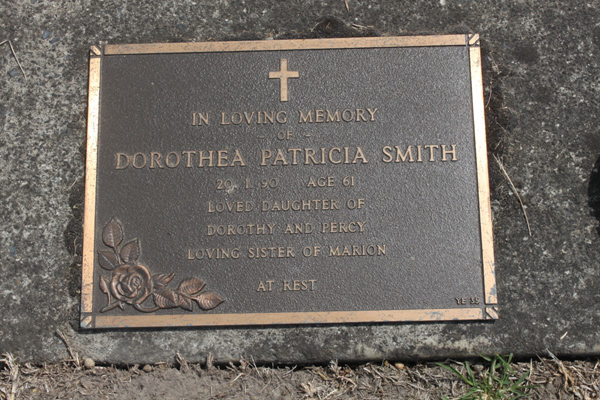 IN LOVING MEMORY
- OF -
DOROTHEA PATRICIA SMITH
29 · 1 · 90 AGE 61
LOVED DAUGHTER OF
DOROTHY AND PERCY
LOVING SISTER OF MARION
AT REST